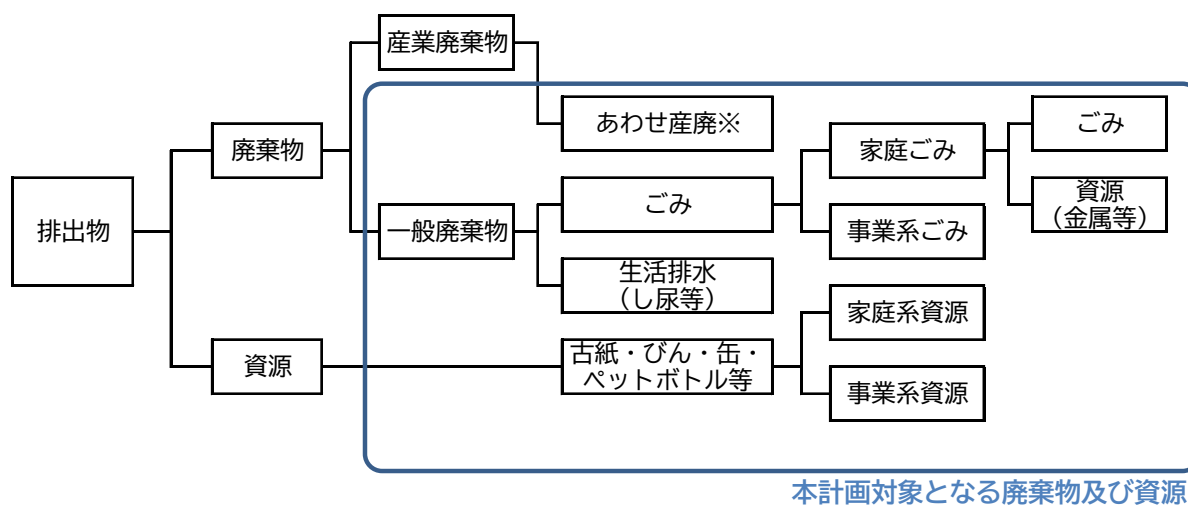 産業廃棄物
あわせ産廃※
ごみ
廃棄物
家庭ごみ
資源
（金属等）
ごみ
排出物
一般廃棄物
事業系ごみ
生活排水
（し尿等）
家庭系資源
古紙・びん・缶・
ペットボトル等
資源
事業系資源
本計画対象となる廃棄物及び資源